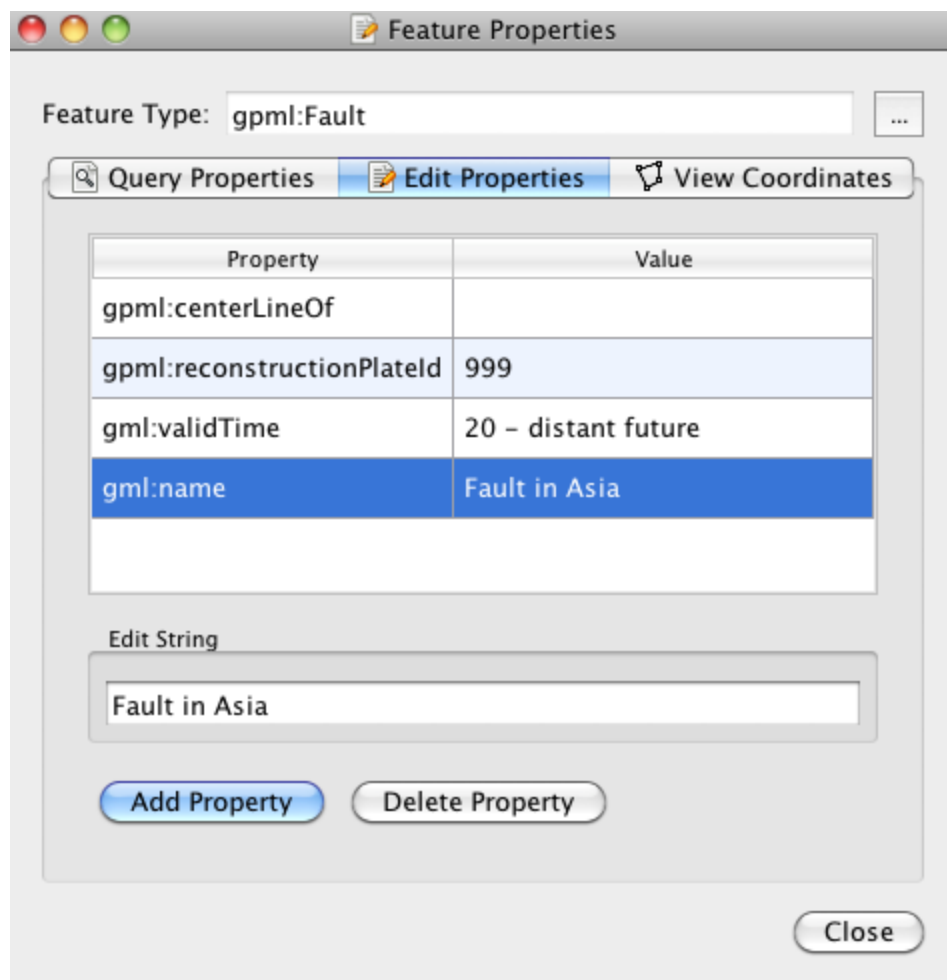 Feature Properties
Feature Type: gpml:Fault ...
Query Properties Edit Properties View Coordinates
Property Value
gpml:centerLineOf
gpml:reconstructionPlateId 999
gml:validTime 20 – distant future
gml:name Fault in Asia
Edit String
Fault in Asia
Add Property Delete Property
Close